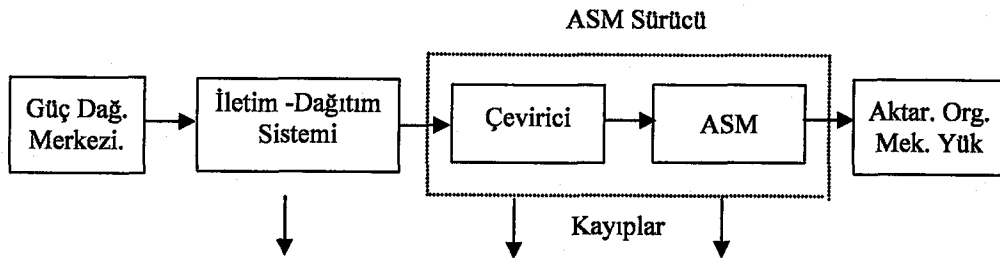 ASM Sürücü
Güç Dağ.
Merkezi.
İletim -Dağıtım
Sistemi
Çevirici
ASM
Aktar. Org.
Mek. Yük
Kayıplar